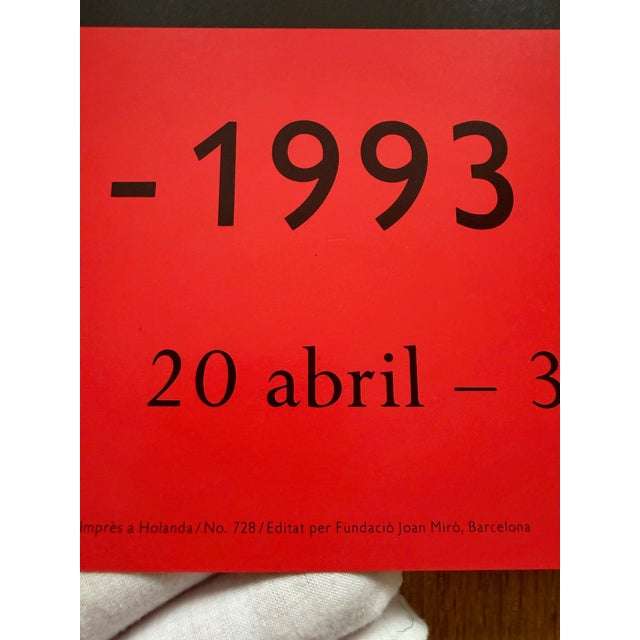 - 1993
20 abril – 3
Imprès a Holanda / No. 728 / Editat per Fundació Joan Miró, Barcelona